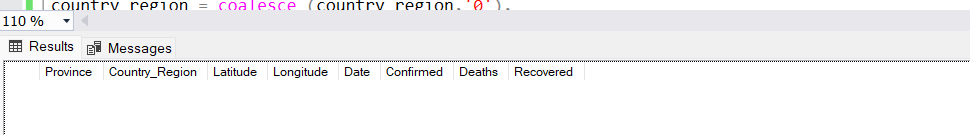 country_region = coalesce (country_region,'0'),
110 %
Results Messages
Province Country_Region Latitude Longitude Date Confirmed Deaths Recovered